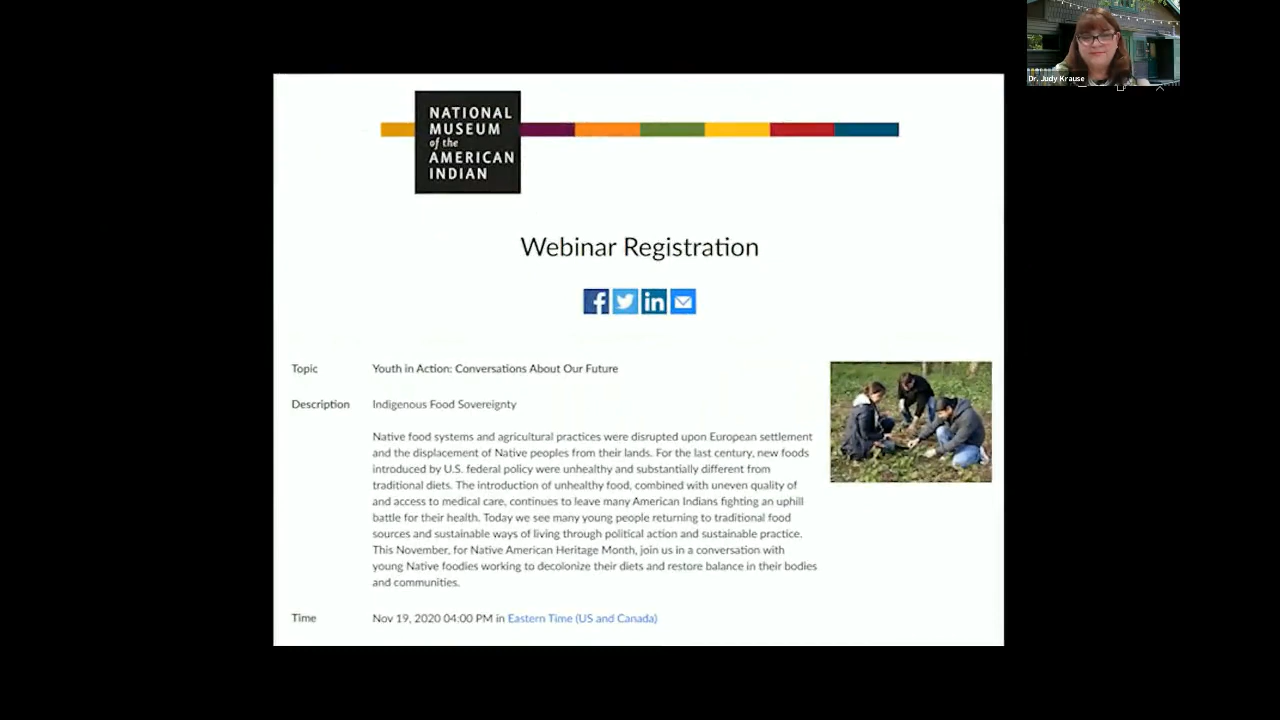 Dr. Judy Krause
NATIONAL
MUSEUM
of the
AMERICAN
INDIAN
Webinar Registration
Topic Youth in Action: Conversations About Our Future
Description Indigenous Food Sovereignty
Native food systems and agricultural practices were disrupted upon European settlement
and the displacement of Native peoples from their lands. For the last century, new foods
introduced by U.S. federal policy were unhealthy and substantially different from
traditional diets. The introduction of unhealthy food, combined with uneven quality of
and access to medical care, continues to leave many American Indians fighting an uphill
battle for their health. Today we see many young people returning to traditional food
sources and sustainable ways of living through political action and sustainable practice.
This November, for Native American Heritage Month, join us in a conversation with
young Native foodies working to decolonize their diets and restore balance in their bodies
and communities.
Time Nov 19, 2020 04:00 PM in Eastern Time (US and Canada)